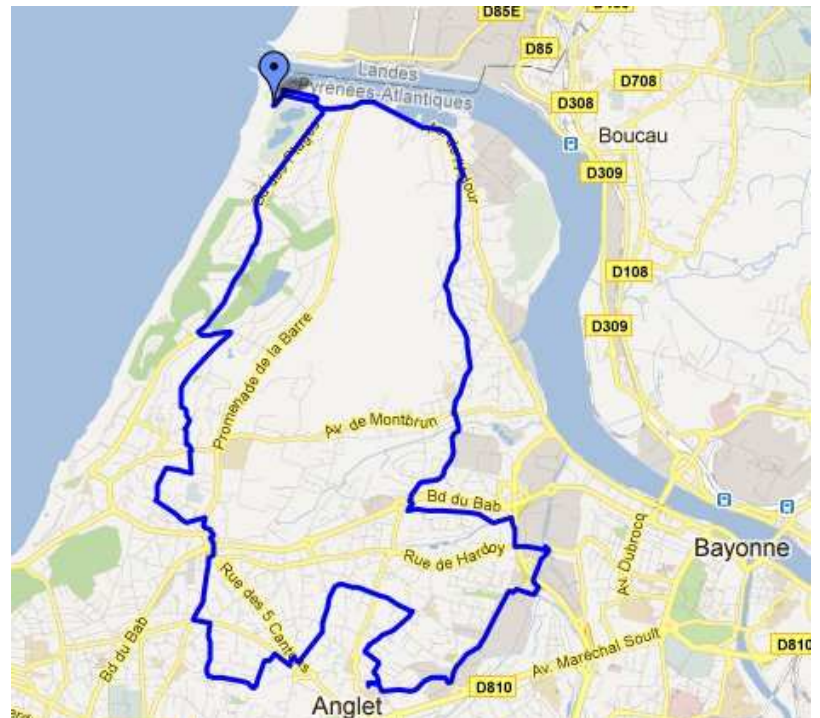 D85E
D85
Landes
Pyrénées-Atlantiques
D708
D308
Boucau
D309
D108
D309
Promenade de la Barre
Av. de Montbrun
Bd du Bab
Rue de Hardoy
Av. Dubrocq
Bayonne
Rue des 5 Cantons
Bd du Bab
Av. Maréchal Soult
D810
D810
Anglet